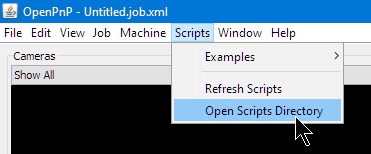 OpenPnP - Untitled.job.xml
File Edit View Job Machine Scripts Window Help
Cameras
Show All
Examples
Refresh Scripts
Open Scripts Directory